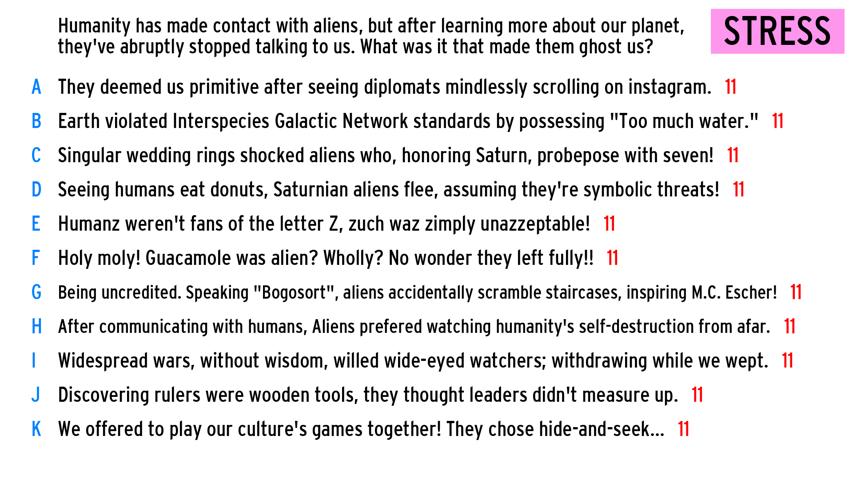 Humanity has made contact with aliens, but after learning more about our planet,
they've abruptly stopped talking to us. What was it that made them ghost us?
STRESS
A They deemed us primitive after seeing diplomats mindlessly scrolling on instagram. 11
B Earth violated Interspecies Galactic Network standards by possessing "Too much water." 11
C Singular wedding rings shocked aliens who, honoring Saturn, probepose with seven! 11
D Seeing humans eat donuts, Saturnian aliens flee, assuming they're symbolic threats! 11
E Humanz weren't fans of the letter Z, zuch waz zimply unazzeptable! 11
F Holy moly! Guacamole was alien? Wholly? No wonder they left fully!! 11
G Being uncredited. Speaking "Bogosort", aliens accidentally scramble staircases, inspiring M.C. Escher! 11
H After communicating with humans, Aliens prefered watching humanity's self-destruction from afar. 11
I Widespread wars, without wisdom, willed wide-eyed watchers; withdrawing while we wept. 11
J Discovering rulers were wooden tools, they thought leaders didn't measure up. 11
K We offered to play our culture's games together! They chose hide-and-seek... 11